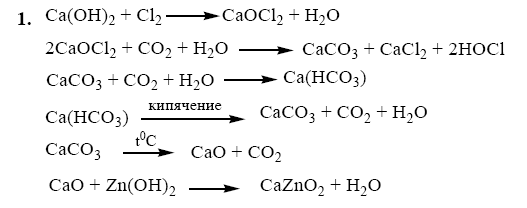 1. Ca(OH)₂ + Cl₂ ⟶ CaOCl₂ + H₂O
2CaOCl₂ + CO₂ + H₂O ⟶ CaCO₃ + CaCl₂ + 2HOCl
CaCO₃ + CO₂ + H₂O ⟶ Ca(HCO₃)
Ca(HCO₃) кипячение ⟶ CaCO₃ + CO₂ + H₂O
CaCO₃ t⁰C ⟶ CaO + CO₂
CaO + Zn(OH)₂ ⟶ CaZnO₂ + H₂O